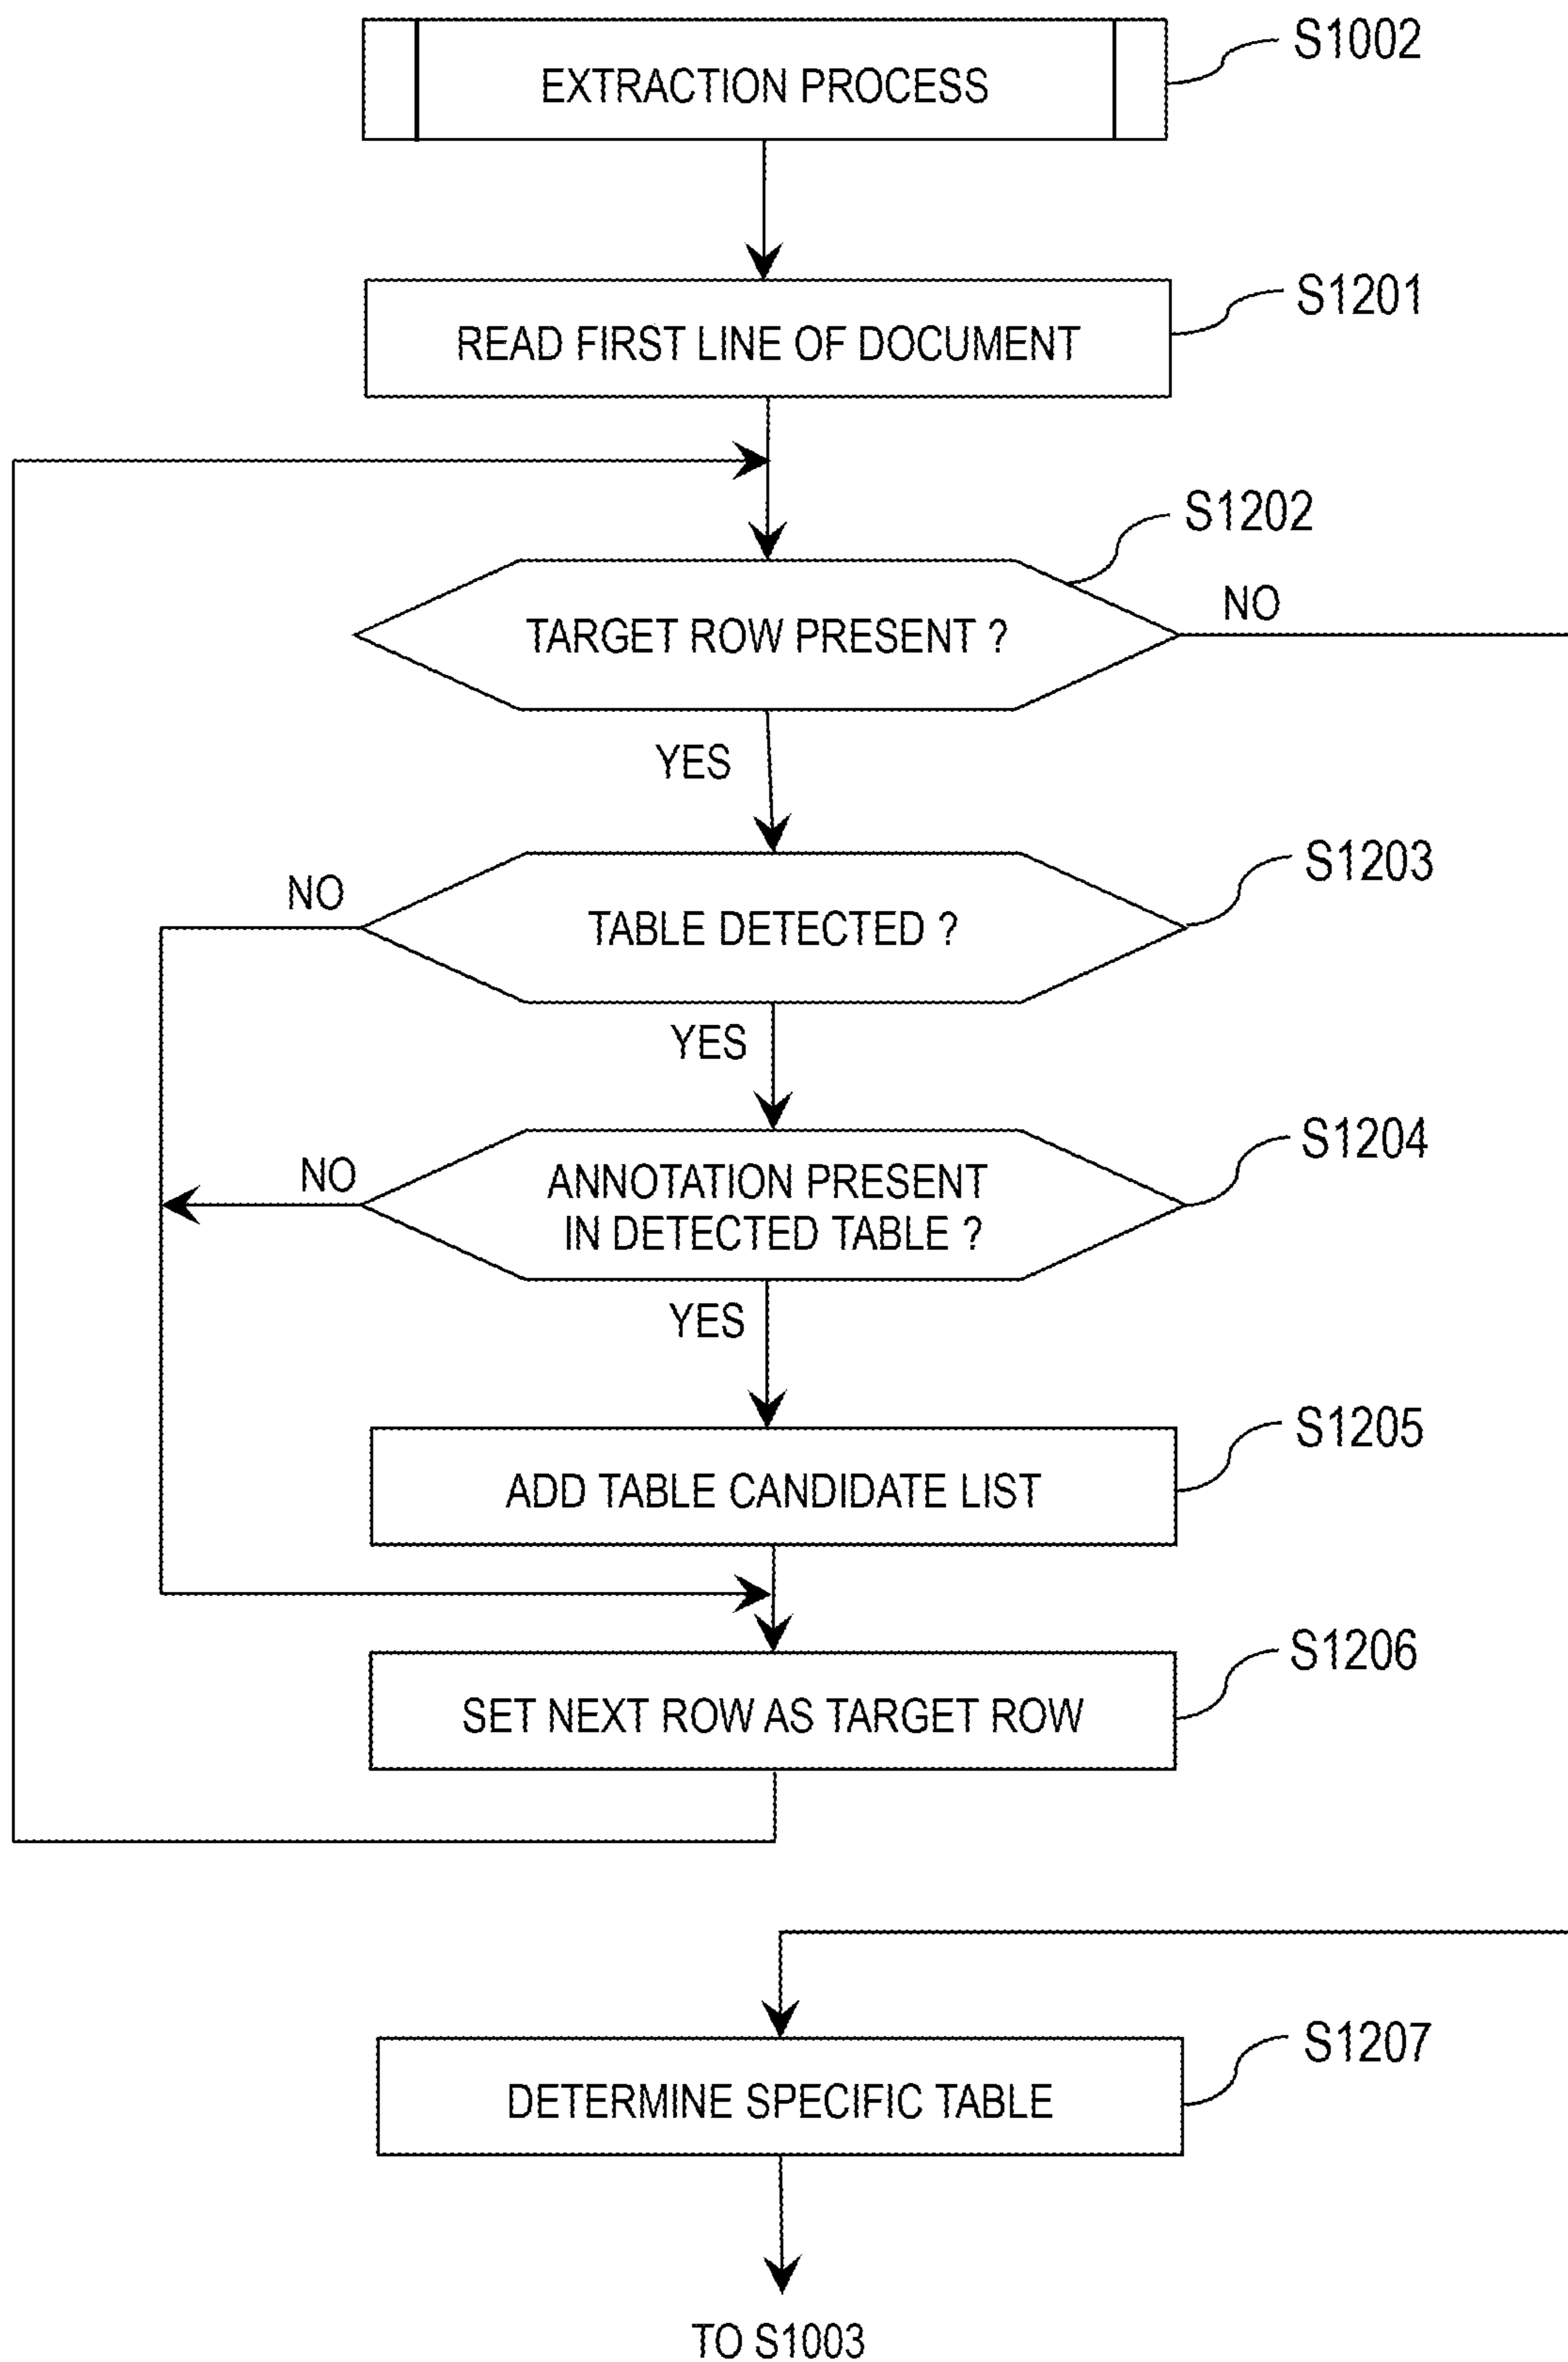 S1002
EXTRACTION PROCESS
S1201
READ FIRST LINE OF DOCUMENT
S1202
NO
TARGET ROW PRESENT ?
YES
S1203
NO
TABLE DETECTED ?
YES
S1204
NO
ANNOTATION PRESENT
IN DETECTED TABLE ?
YES
S1205
ADD TABLE CANDIDATE LIST
S1206
SET NEXT ROW AS TARGET ROW
S1207
DETERMINE SPECIFIC TABLE
TO S1003